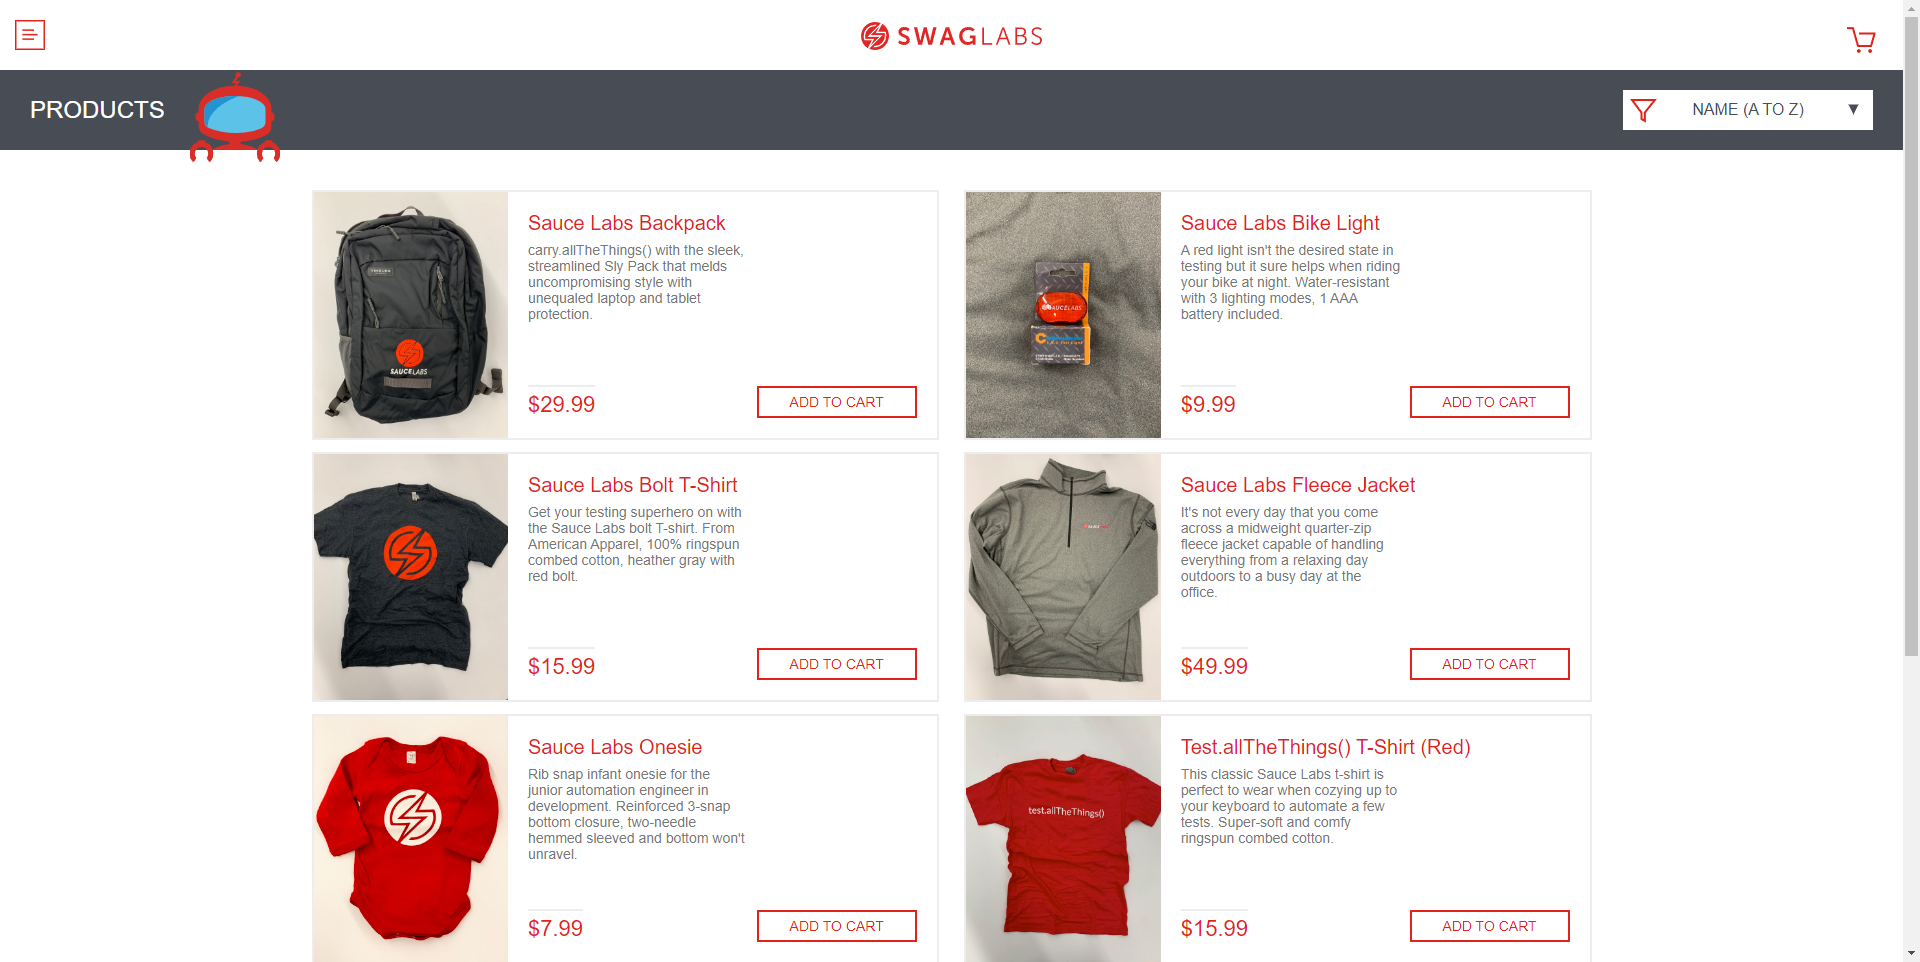 SWAGLABS
PRODUCTS
NAME (A TO Z)
Sauce Labs Backpack
carry.allTheThings() with the sleek,
streamlined Sly Pack that melds
uncompromising style with
unequaled laptop and tablet
protection.
SAUCELABS
$29.99
ADD TO CART
Sauce Labs Bike Light
A red light isn't the desired state in
testing but it sure helps when riding
your bike at night. Water-resistant
with 3 lighting modes, 1 AAA
battery included.
SAUCELABS
$9.99
ADD TO CART
Sauce Labs Bolt T-Shirt
Get your testing superhero on with
the Sauce Labs bolt T-shirt. From
American Apparel, 100% ringspun
combed cotton, heather gray with
red bolt.
$15.99
ADD TO CART
Sauce Labs Fleece Jacket
It's not every day that you come
across a midweight quarter-zip
fleece jacket capable of handling
everything from a relaxing day
outdoors to a busy day at the
office.
$49.99
ADD TO CART
Sauce Labs Onesie
Rib snap infant onesie for the
junior automation engineer in
development. Reinforced 3-snap
bottom closure, two-needle
hemmed sleeved and bottom won't
unravel.
$7.99
ADD TO CART
Test.allTheThings() T-Shirt (Red)
This classic Sauce Labs t-shirt is
perfect to wear when cozying up to
your keyboard to automate a few
tests. Super-soft and comfy
ringspun combed cotton.
test.allTheThings()
$15.99
ADD TO CART